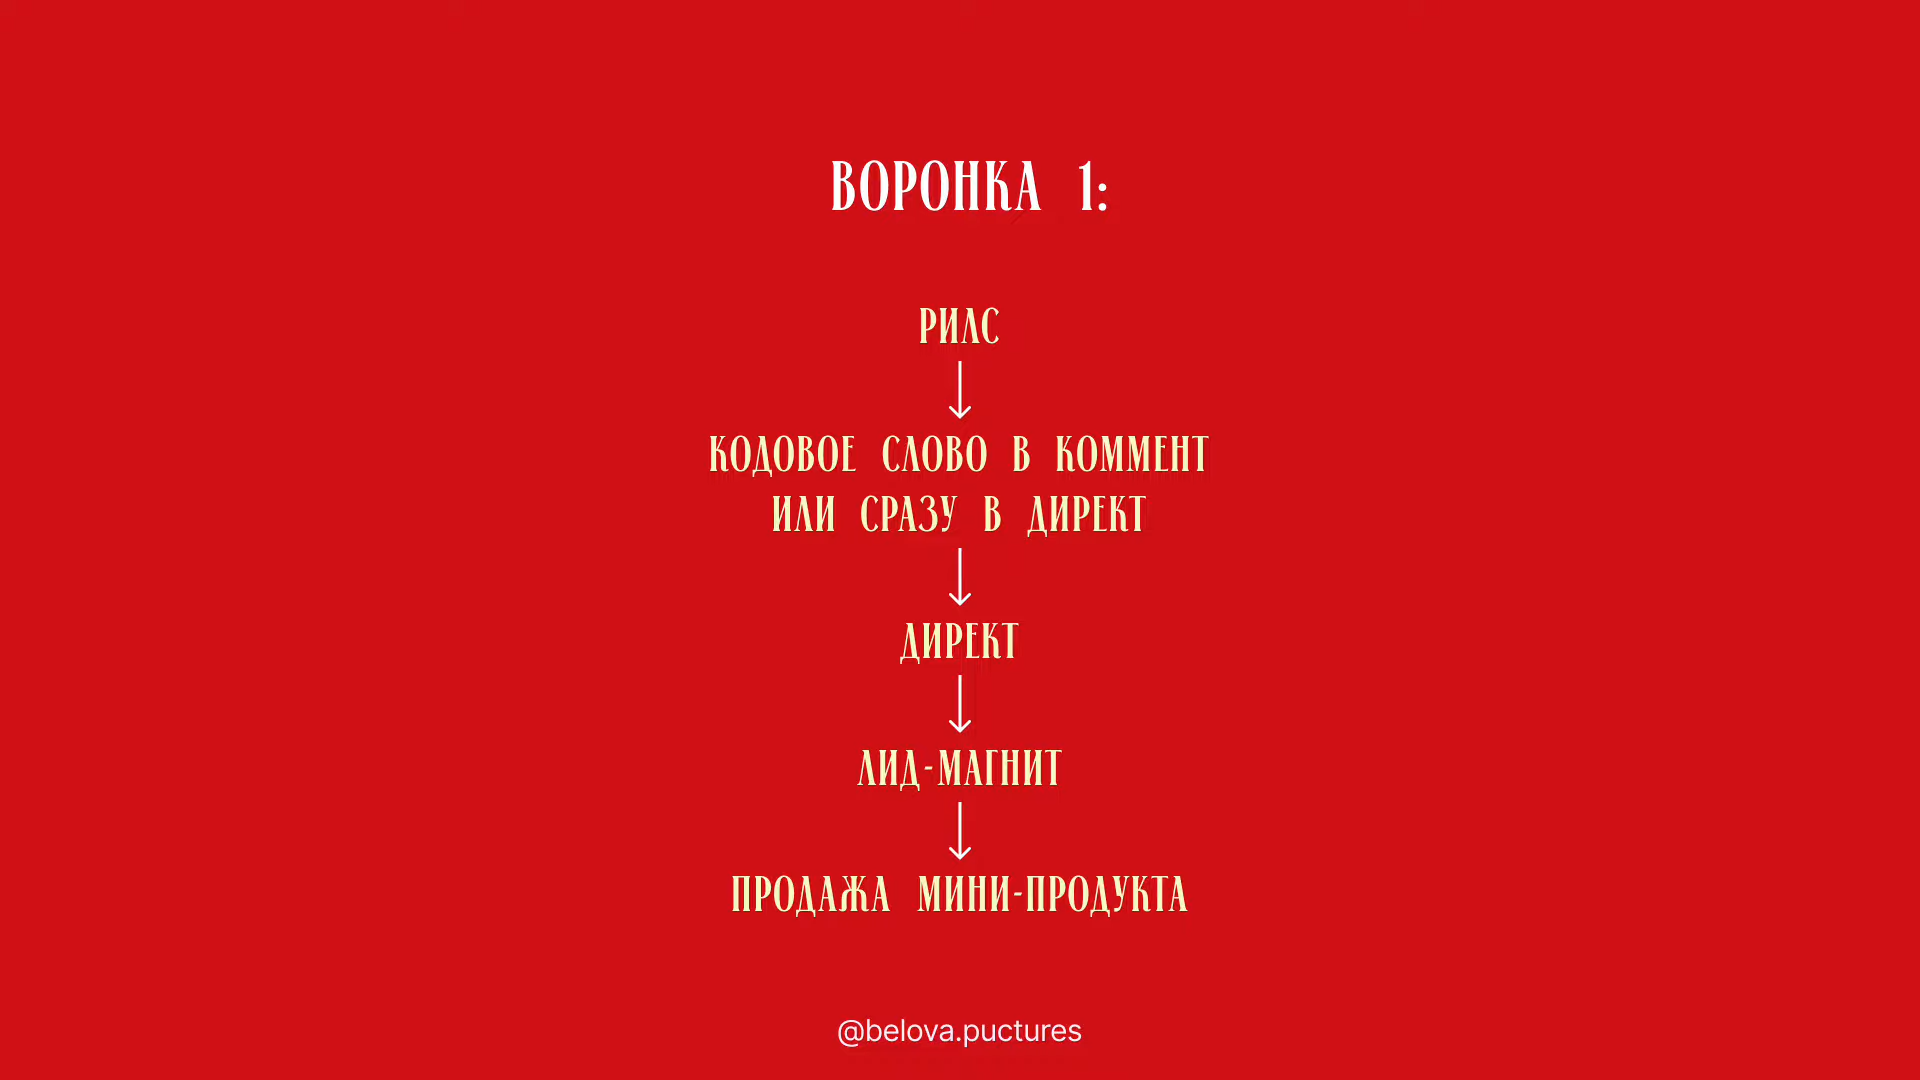 ВОРОНКА 1:
РИЛС
КОДОВОЕ СЛОВО В КОММЕНТ
ИЛИ СРАЗУ В ДИРЕКТ
ДИРЕКТ
ЛИД-МАГНИТ
ПРОДАЖА МИНИ-ПРОДУКТА
@belova.puctures